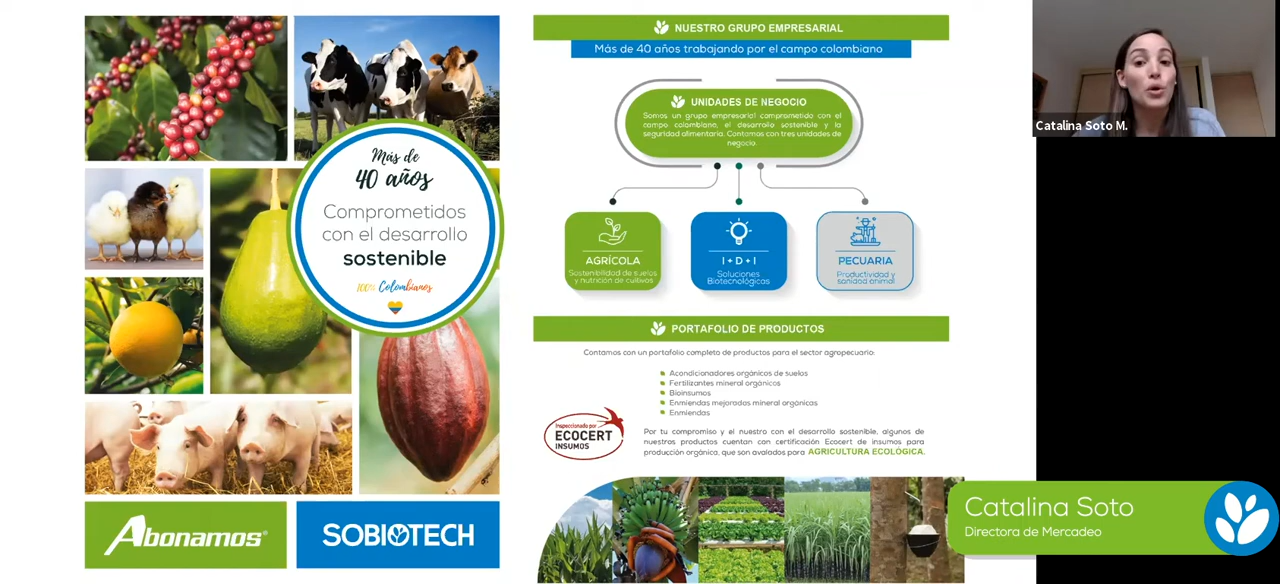 Más de
40 años
Comprometidos
con el desarrollo
sostenible
100% Colombianos
Abonamos®
SOBIOTECH
NUESTRO GRUPO EMPRESARIAL
Más de 40 años trabajando por el campo colombiano
UNIDADES DE NEGOCIO
Somos un grupo empresarial comprometido con el
campo colombiano, el desarrollo sostenible y la
seguridad alimentaria. Contamos con tres unidades de
negocio.
AGRÍCOLA
Sostenibilidad de suelos
y nutrición de cultivos
I + D + I
Soluciones
Biotecnológicas
PECUARIA
Productividad y
sanidad animal
PORTAFOLIO DE PRODUCTOS
Contamos con un portafolio completo de productos para el sector agropecuario:
Acondicionadores orgánicos de suelos
Fertilizantes mineral orgánicos
Bioinsumos
Enmiendas mejoradas mineral orgánicas
Enmiendas
Inspeccionado por
ECOCERT
INSUMOS
Por tu compromiso y el nuestro con el desarrollo sostenible, algunos de
nuestros productos cuentan con certificación Ecocert de insumos para
producción orgánica, que son avalados para AGRICULTURA ECOLÓGICA.
Catalina Soto M.
Catalina Soto
Directora de Mercadeo